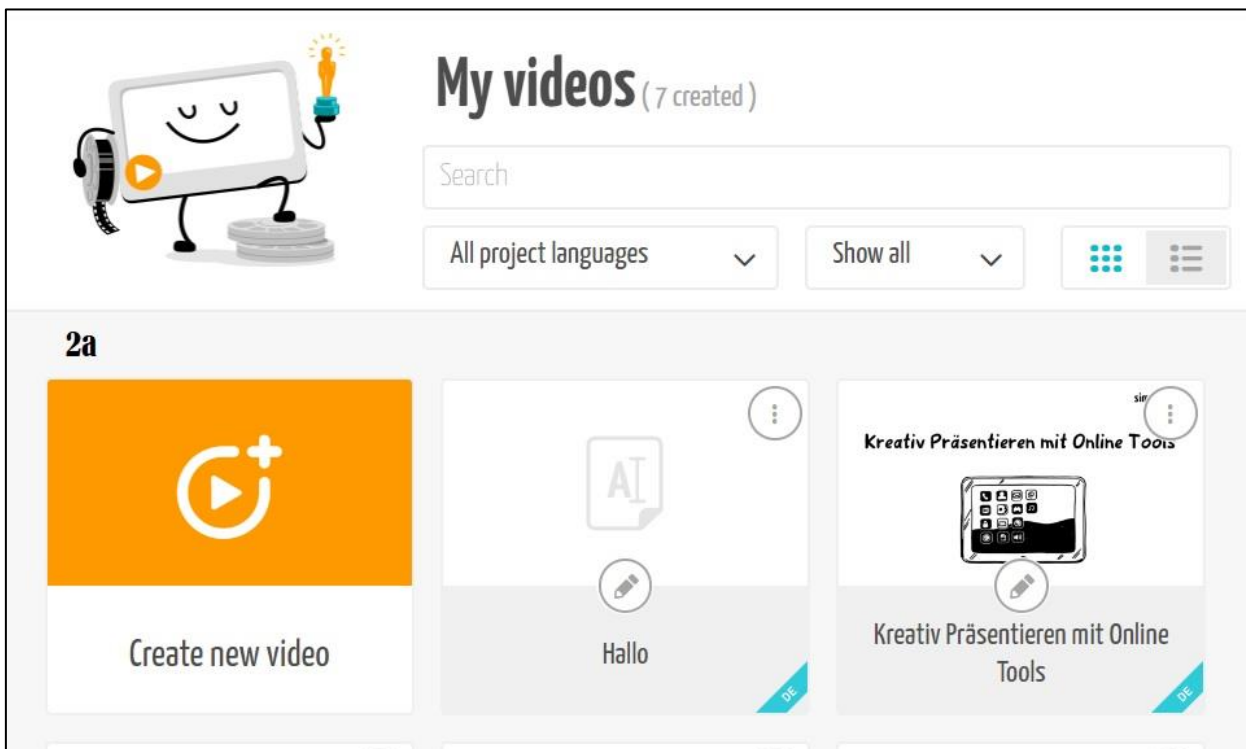 My videos ( 7 created )
Search
All project languages
Show all
2a
AI
Kreativ Präsentieren mit Online Tools
Create new video
Hallo
DE
Kreativ Präsentieren mit Online
Tools
DE